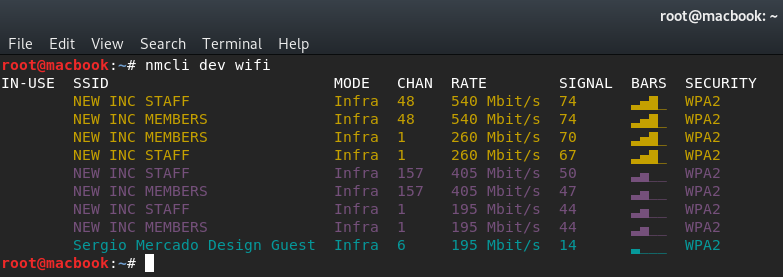 root@macbook: ~
File Edit View Search Terminal Help
root@macbook:~# nmcli dev wifi
IN-USE SSID MODE CHAN RATE SIGNAL BARS SECURITY
NEW INC STAFF Infra 48 540 Mbit/s 74 ▂▄▆_ WPA2
NEW INC MEMBERS Infra 48 540 Mbit/s 74 ▂▄▆_ WPA2
NEW INC MEMBERS Infra 1 260 Mbit/s 70 ▂▄▆_ WPA2
NEW INC STAFF Infra 1 260 Mbit/s 67 ▂▄▆_ WPA2
NEW INC STAFF Infra 157 405 Mbit/s 50 ▂▄__ WPA2
NEW INC MEMBERS Infra 157 405 Mbit/s 47 ▂▄__ WPA2
NEW INC STAFF Infra 1 195 Mbit/s 44 ▂▄__ WPA2
NEW INC MEMBERS Infra 1 195 Mbit/s 44 ▂▄__ WPA2
Sergio Mercado Design Guest Infra 6 195 Mbit/s 14 ▂___ WPA2
root@macbook:~#